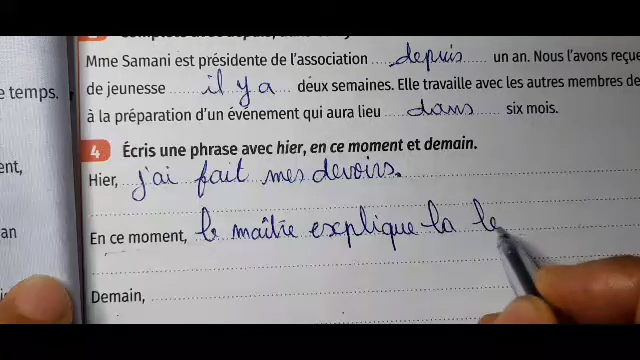 Mme Samani est présidente de l'association depuis un an. Nous l'avons reçue
e temps. de jeunesse il y a deux semaines. Elle travaille avec les autres membres de
à la préparation d'un événement qui aura lieu dans six mois.
4 Écris une phrase avec hier, en ce moment et demain.
Hier, j'ai fait mes devoirs.
an En ce moment, le maître explique la le
Demain,